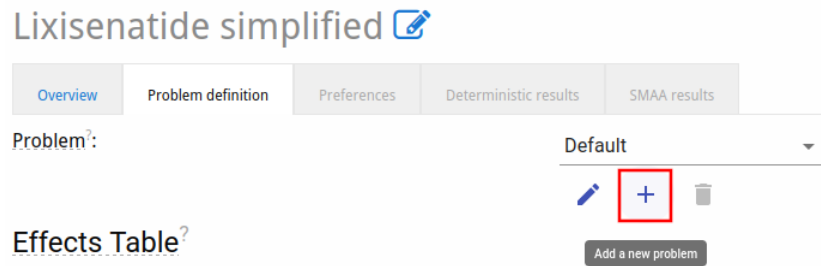 Lixisenatide simplified
Overview Problem definition Preferences Deterministic results SMAA results
Problem?: Default
Effects Table?
Add a new problem